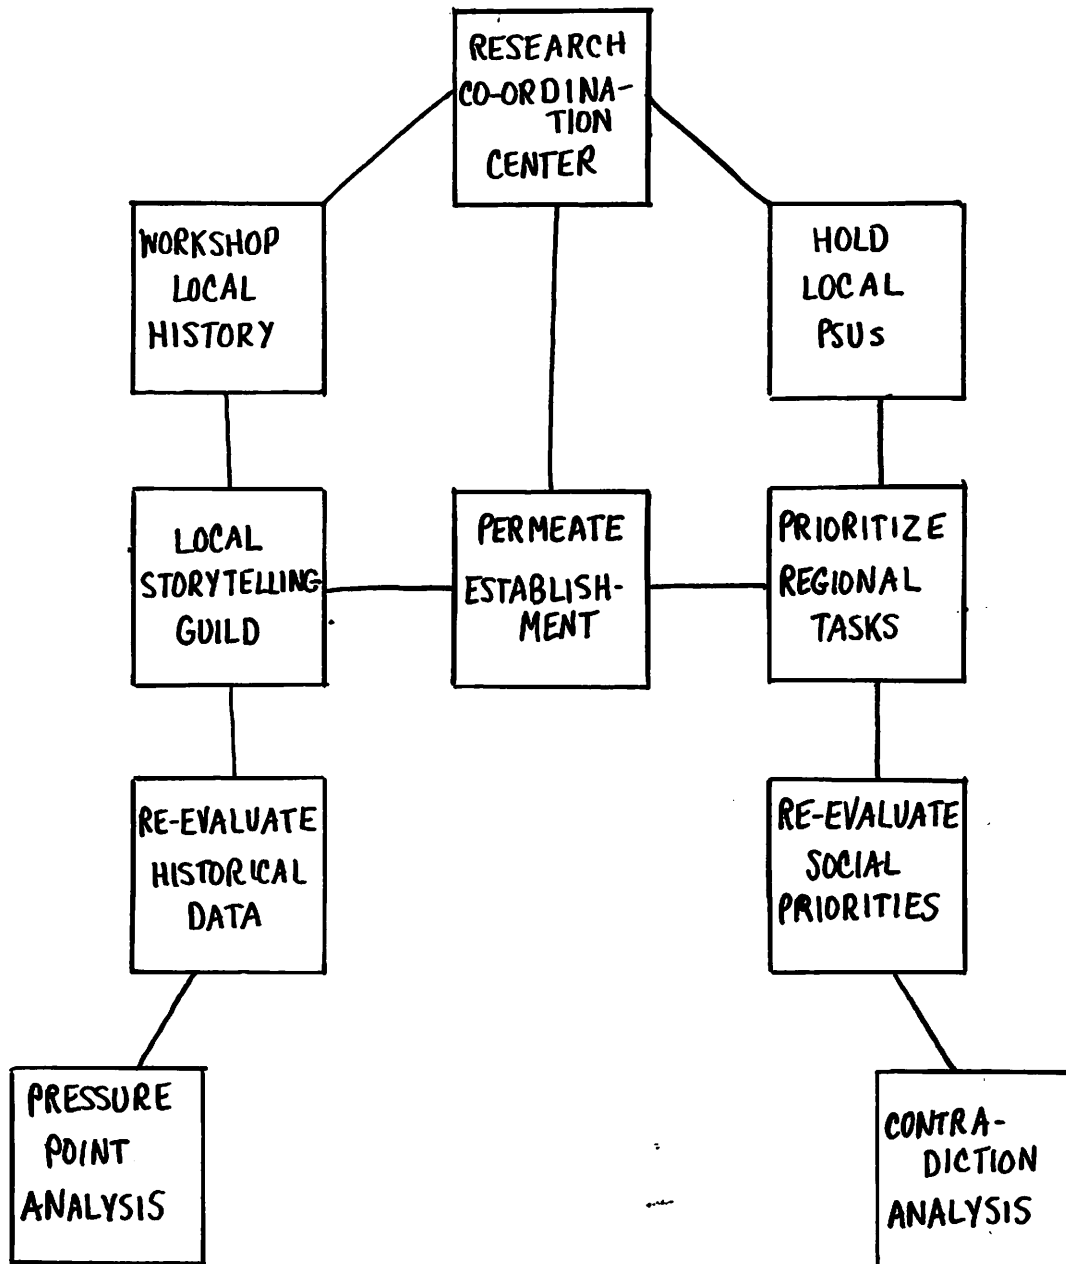 RESEARCH
CO-ORDINA-
TION
CENTER
WORKSHOP
LOCAL
HISTORY
HOLD
LOCAL
PSUs
LOCAL
STORYTELLING
GUILD
PERMEATE
ESTABLISH-
MENT
PRIORITIZE
REGIONAL
TASKS
RE-EVALUATE
HISTORICAL
DATA
RE-EVALUATE
SOCIAL
PRIORITIES
PRESSURE
POINT
ANALYSIS
CONTRA-
DICTION
ANALYSIS